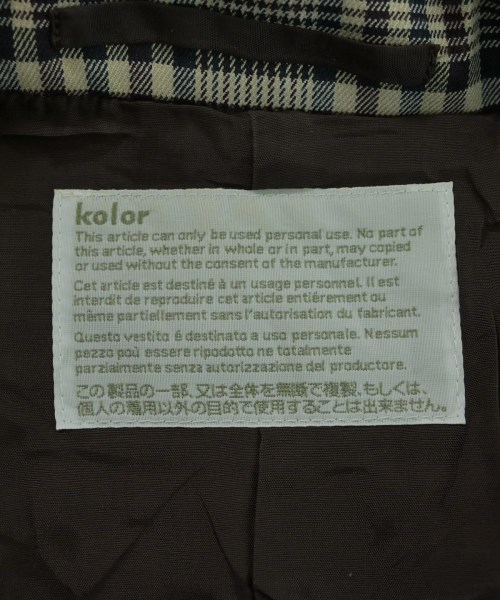 kolor
This article can only be used personal use. No part of
this article, whether in whole or in part, may copied
or used without the consent of the manufacturer.
Cet article est destiné à un usage personnel. Il est
interdit de reproduire cet article entiérement ou
même partiellement sans l'autorisation du fabricant.
Questo vestito é destinato a uso personale. Nessum
pezzo poù essere ripodotto ne totalmente
parzialmente senza autorizzazione del produttore.
この製品の一部、又は全体を無断で複製、もしくは、
個人の着用以外の目的で使用することは出来ません。